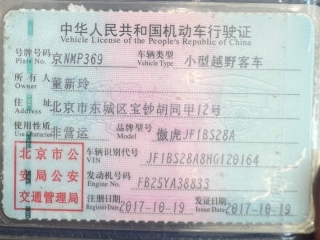 中华人民共和国机动车行驶证
Vehicle License of the People's Republic of China
号牌号码 Plate No. 京NMP369 车辆类型 Vehicle Type 小型越野客车
所有人 Owner 董新玲
住址 Address 北京市东城区宝钞胡同甲12号
使用性质 Use Character 非营运 品牌型号 Model 傲虎JF1BS28A
北京市公
安局公安
交通管理局
车辆识别代号 VIN JF1BS28A8HG120164
发动机号码 Engine No. FB25YA38833
注册日期 Register Date 2017-10-19 发证日期 Issue Date 2017-10-19